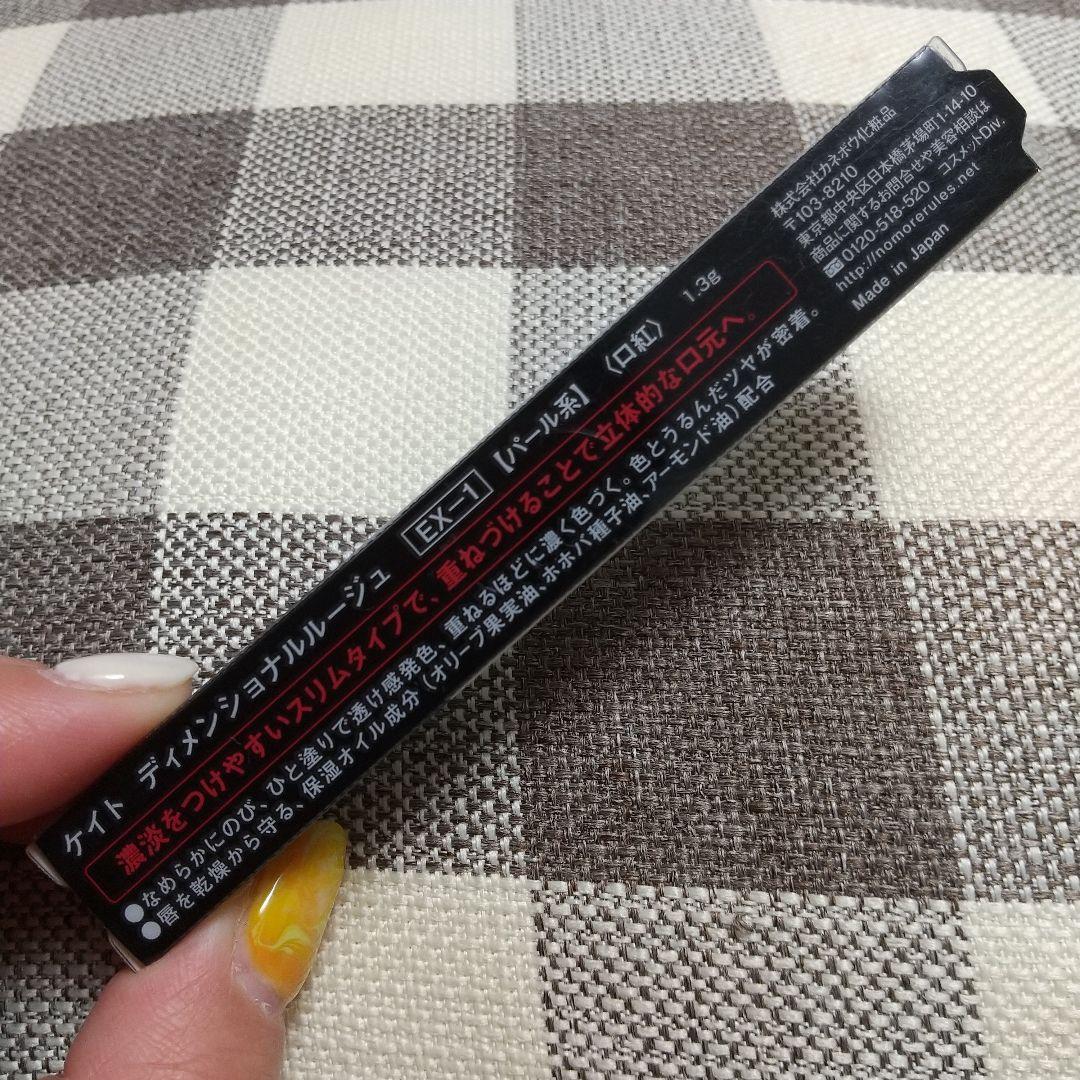 ケイト ディメンショナルルージュ EX-1 【パール系】 〈口紅〉 1.3g
濃淡をつけやすいスリムタイプで、重ねづけることで立体的な口元へ。
●なめらかにのび、ひと塗りで透け感発色、重ねるほどに濃く色づく。色とうるんだツヤが密着。
●唇を乾燥から守る、保湿オイル成分(オリーブ果実油、ホホバ種子油、アーモンド油)配合
株式会社カネボウ化粧品
〒103-8210
東京都中央区日本橋茅場町1-14-10
商品に関するお問合せや美容相談は
0120-518-520 コスメットDiv.
http://nomorerules.net
Made in Japan